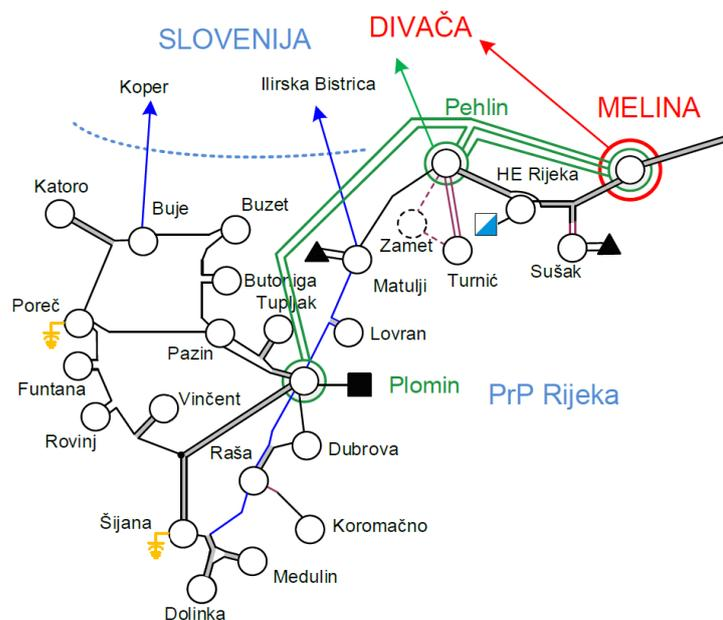 DIVAČA
SLOVENIJA
Koper
Ilirska Bistrica
Pehlin
MELINA
HE Rijeka
Katoro
Buje
Buzet
Zamet
Turnić
Sušak
Matulji
Butoniga
Tupljak
Poreč
Lovran
Pazin
Funtana
Vinčent
Plomin
PrP Rijeka
Rovinj
Raša
Dubrova
Šijana
Koromačno
Medulin
Dolinka